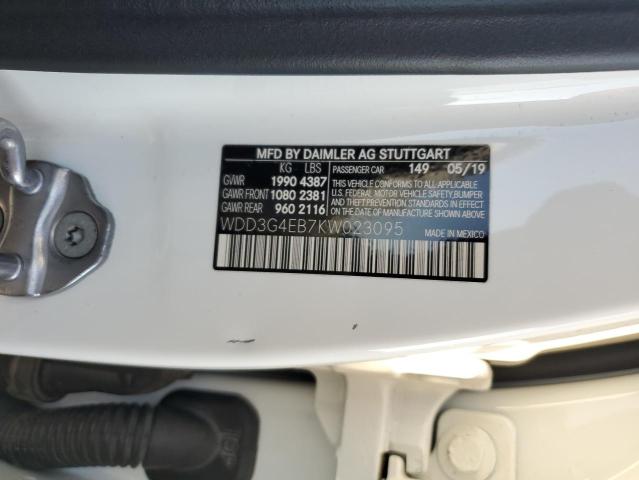 MFD BY DAIMLER AG STUTTGART
KG LBS PASSENGER CAR 149 05/19
GVWR 1990 4387 THIS VEHICLE CONFORMS TO ALL APPLICABLE
GAWR FRONT 1080 2381 U.S. FEDERAL MOTOR VEHICLE SAFETY,BUMPER
AND THEFT PREVENTION STANDARDS IN EFFECT
GAWR REAR 960 2116 ON THE DATE OF MANUFACTURE SHOWN ABOVE.
MADE IN MEXICO
WDD3G4EB7KW023095